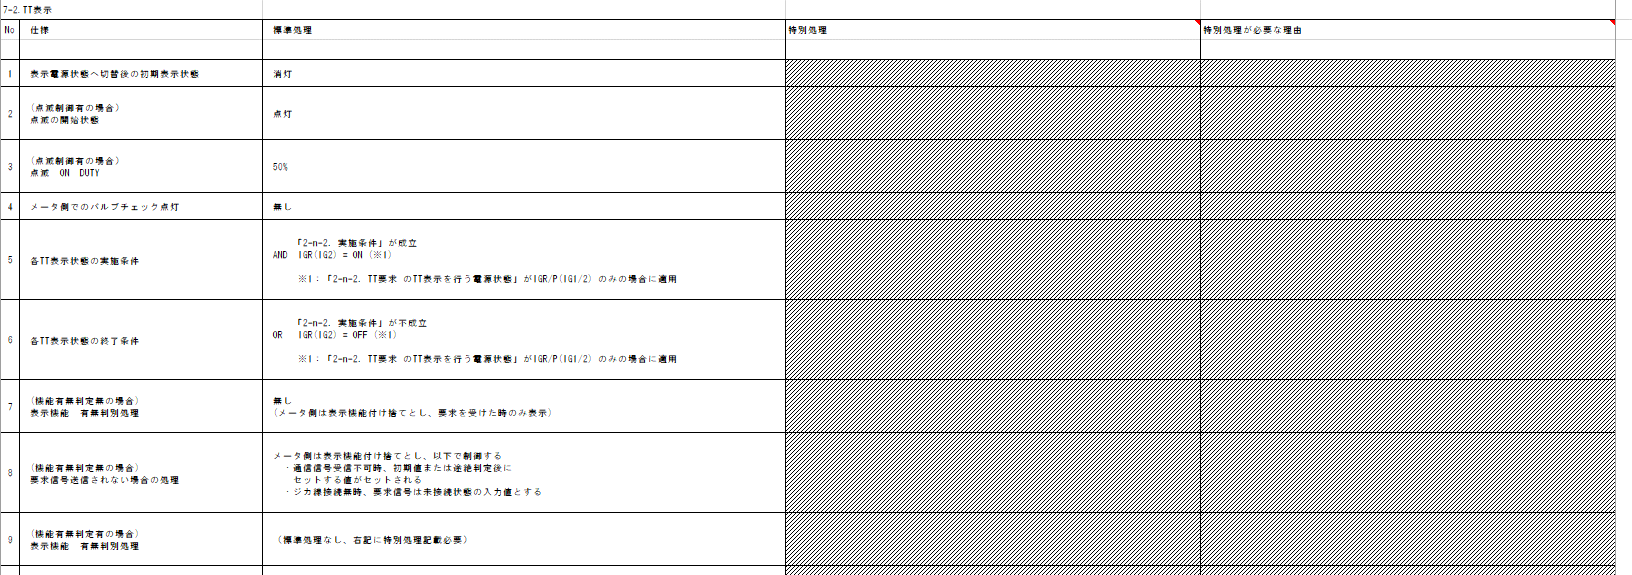 7-2.TT表示
No 仕様 標準処理 特別処理 特別処理が必要な理由
1 表示電源状態へ切替後の初期表示状態 消灯
2 (点滅制御有の場合)
点滅の開始状態 点灯
3 (点滅制御有の場合)
点滅 ON DUTY 50%
4 メータ側でのバルブチェック点灯 無し
5 各TT表示状態の実施条件
「2-n-2. 実施条件」が成立
AND IGR(IG2) = ON (※1)
※1：「2-n-2. TT要求 のTT表示を行う電源状態」がIGR/P(IG1/2) のみの場合に適用
6 各TT表示状態の終了条件
「2-n-2. 実施条件」が不成立
OR IGR(IG2) = OFF (※1)
※1：「2-n-2. TT要求 のTT表示を行う電源状態」がIGR/P(IG1/2) のみの場合に適用
7 (機能有無判定無の場合)
表示機能 有無判別処理
無し
(メータ側は表示機能付け捨てとし、要求を受けた時のみ表示)
8 (機能有無判定無の場合)
要求信号送信されない場合の処理
メータ側は表示機能付け捨てとし、以下で制御する
・通信信号受信不可時、初期値または途絶判定後に
セットする値がセットされる
・ジカ線接続無時、要求信号は未接続状態の入力値とする
9 (機能有無判定有の場合)
表示機能 有無判別処理
(標準処理なし、右記に特別処理記載必要)